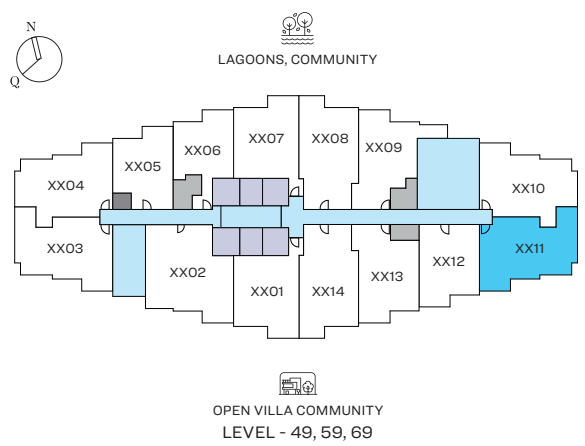 N
Q
LAGOONS, COMMUNITY
XX07 XX08
XX06 XX09
XX05
XX04 XX10
XX03 XX11
XX02 XX13 XX12
XX01 XX14
OPEN VILLA COMMUNITY
LEVEL - 49, 59, 69